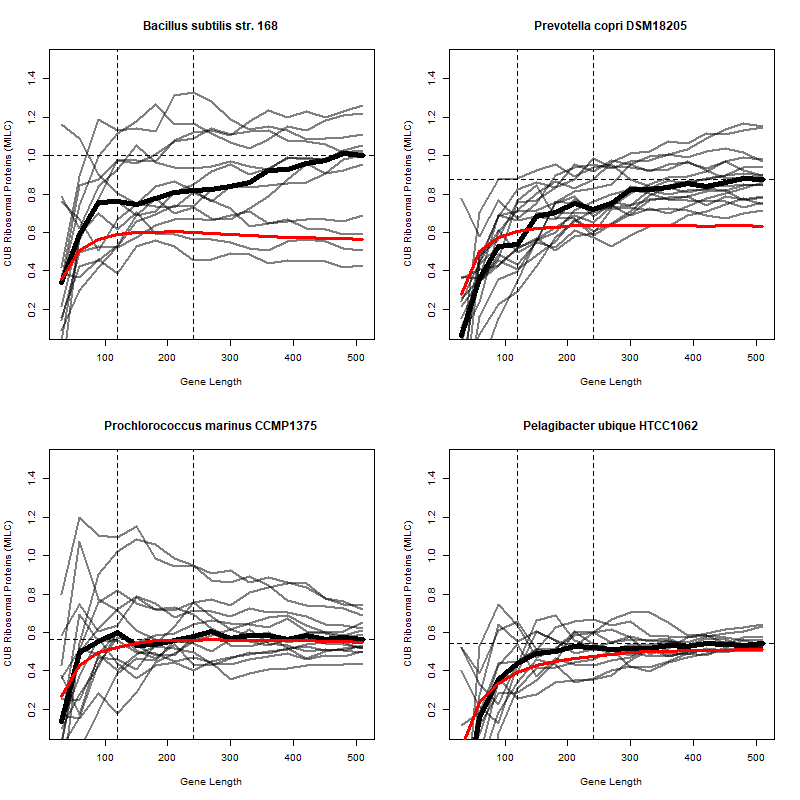 Bacillus subtilis str. 168
CUB Ribosomal Proteins (MILC)
0.2 0.4 0.6 0.8 1.0 1.2 1.4
100 200 300 400 500
Gene Length
Prevotella copri DSM18205
CUB Ribosomal Proteins (MILC)
0.2 0.4 0.6 0.8 1.0 1.2 1.4
100 200 300 400 500
Gene Length
Prochlorococcus marinus CCMP1375
CUB Ribosomal Proteins (MILC)
0.2 0.4 0.6 0.8 1.0 1.2 1.4
100 200 300 400 500
Gene Length
Pelagibacter ubique HTCC1062
CUB Ribosomal Proteins (MILC)
0.2 0.4 0.6 0.8 1.0 1.2 1.4
100 200 300 400 500
Gene Length